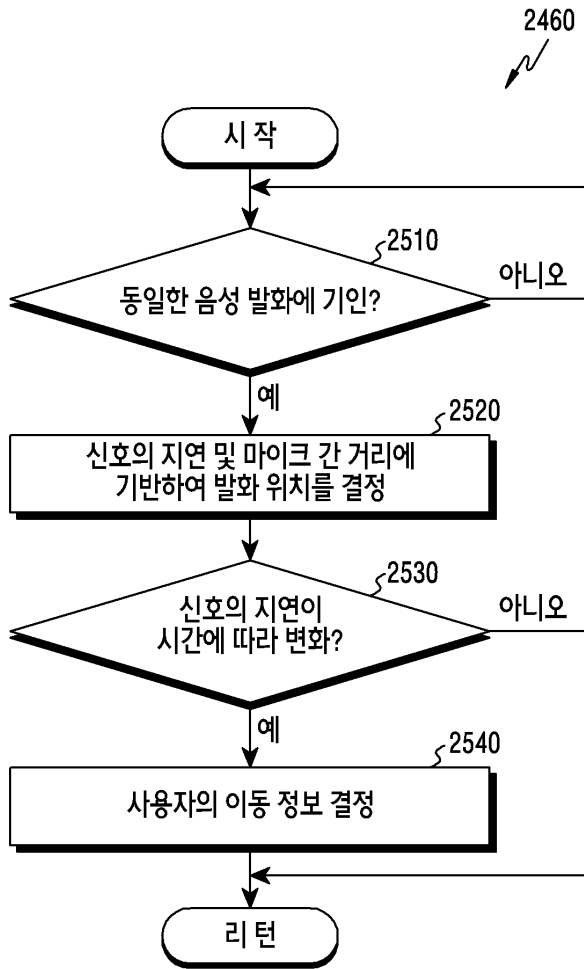 2460
시 작
2510
동일한 음성 발화에 기인?
아니오
예
2520
신호의 지연 및 마이크 간 거리에
기반하여 발화 위치를 결정
2530
신호의 지연이
시간에 따라 변화?
아니오
예
2540
사용자의 이동 정보 결정
리 턴